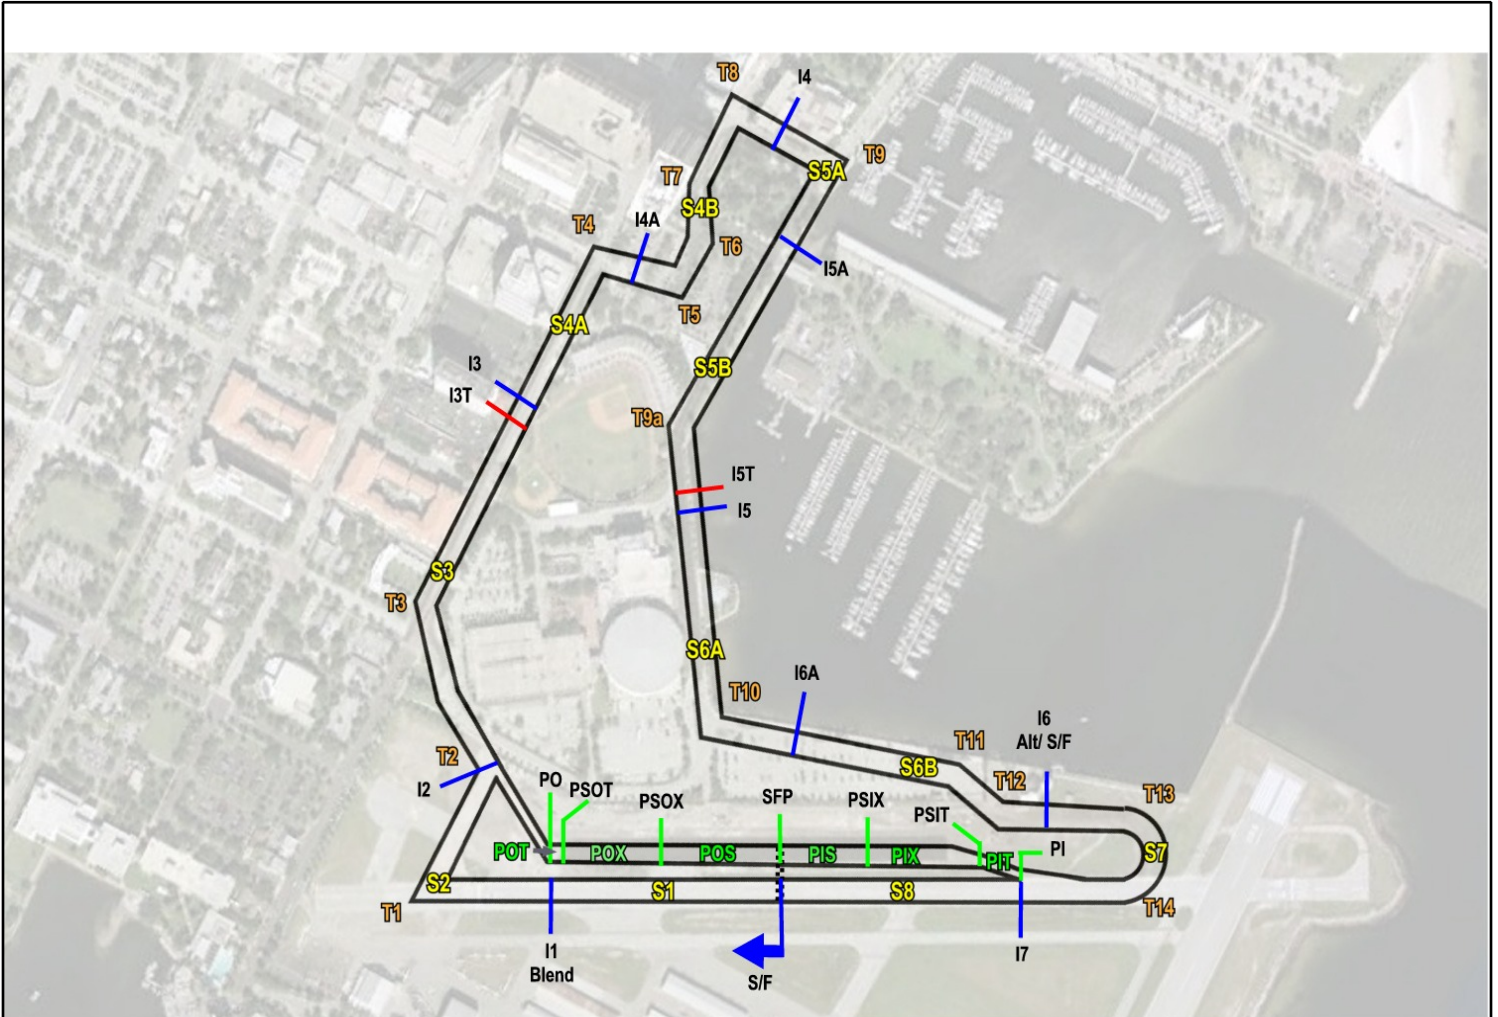 T8
I4
T9
S5A
T7
S4B
I4A
T4
T6
I5A
T5
S4A
S5B
I3
I3T
T9a
I5T
I5
S3
T3
S6A
I6A
T10
I6
Alt/ S/F
T11
S6B
T12
T2
I2
PO
PSOT
PSOX
SFP
PSIX
PSIT
T13
POT
POX
POS
PIS
PIX
PIT
PI
S7
S2
S1
S8
T1
T14
I1
Blend
I7
S/F